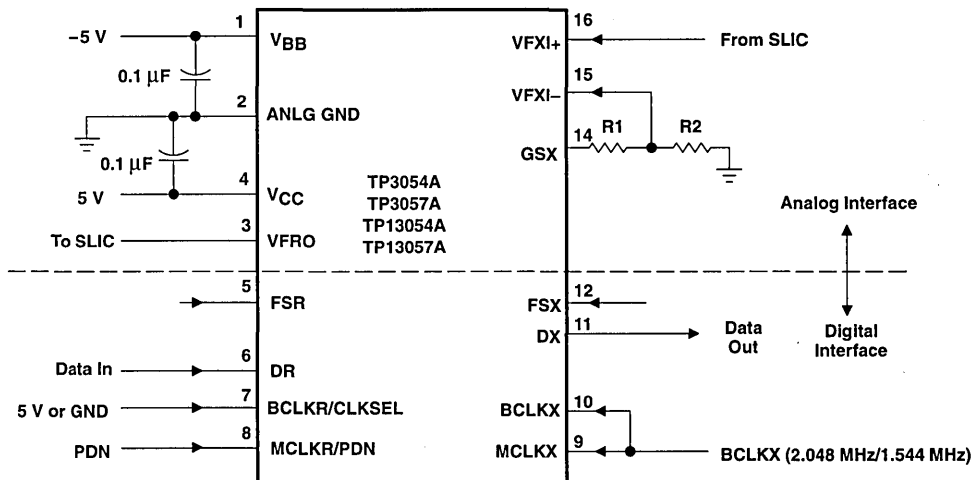 1
−5 V
VBB
0.1 µF
2
ANLG GND
0.1 µF
4
5 V
VCC
3
To SLIC
VFRO
TP3054A
TP3057A
TP13054A
TP13057A
16
VFXI+
From SLIC
15
VFXI−
14
GSX
R1
R2
Analog Interface
5
FSR
12
FSX
11
DX
Data
Out
Digital
Interface
6
Data In
DR
7
5 V or GND
BCLKR/CLKSEL
8
PDN
MCLKR/PDN
10
BCLKX
9
MCLKX
BCLKX (2.048 MHz/1.544 MHz)